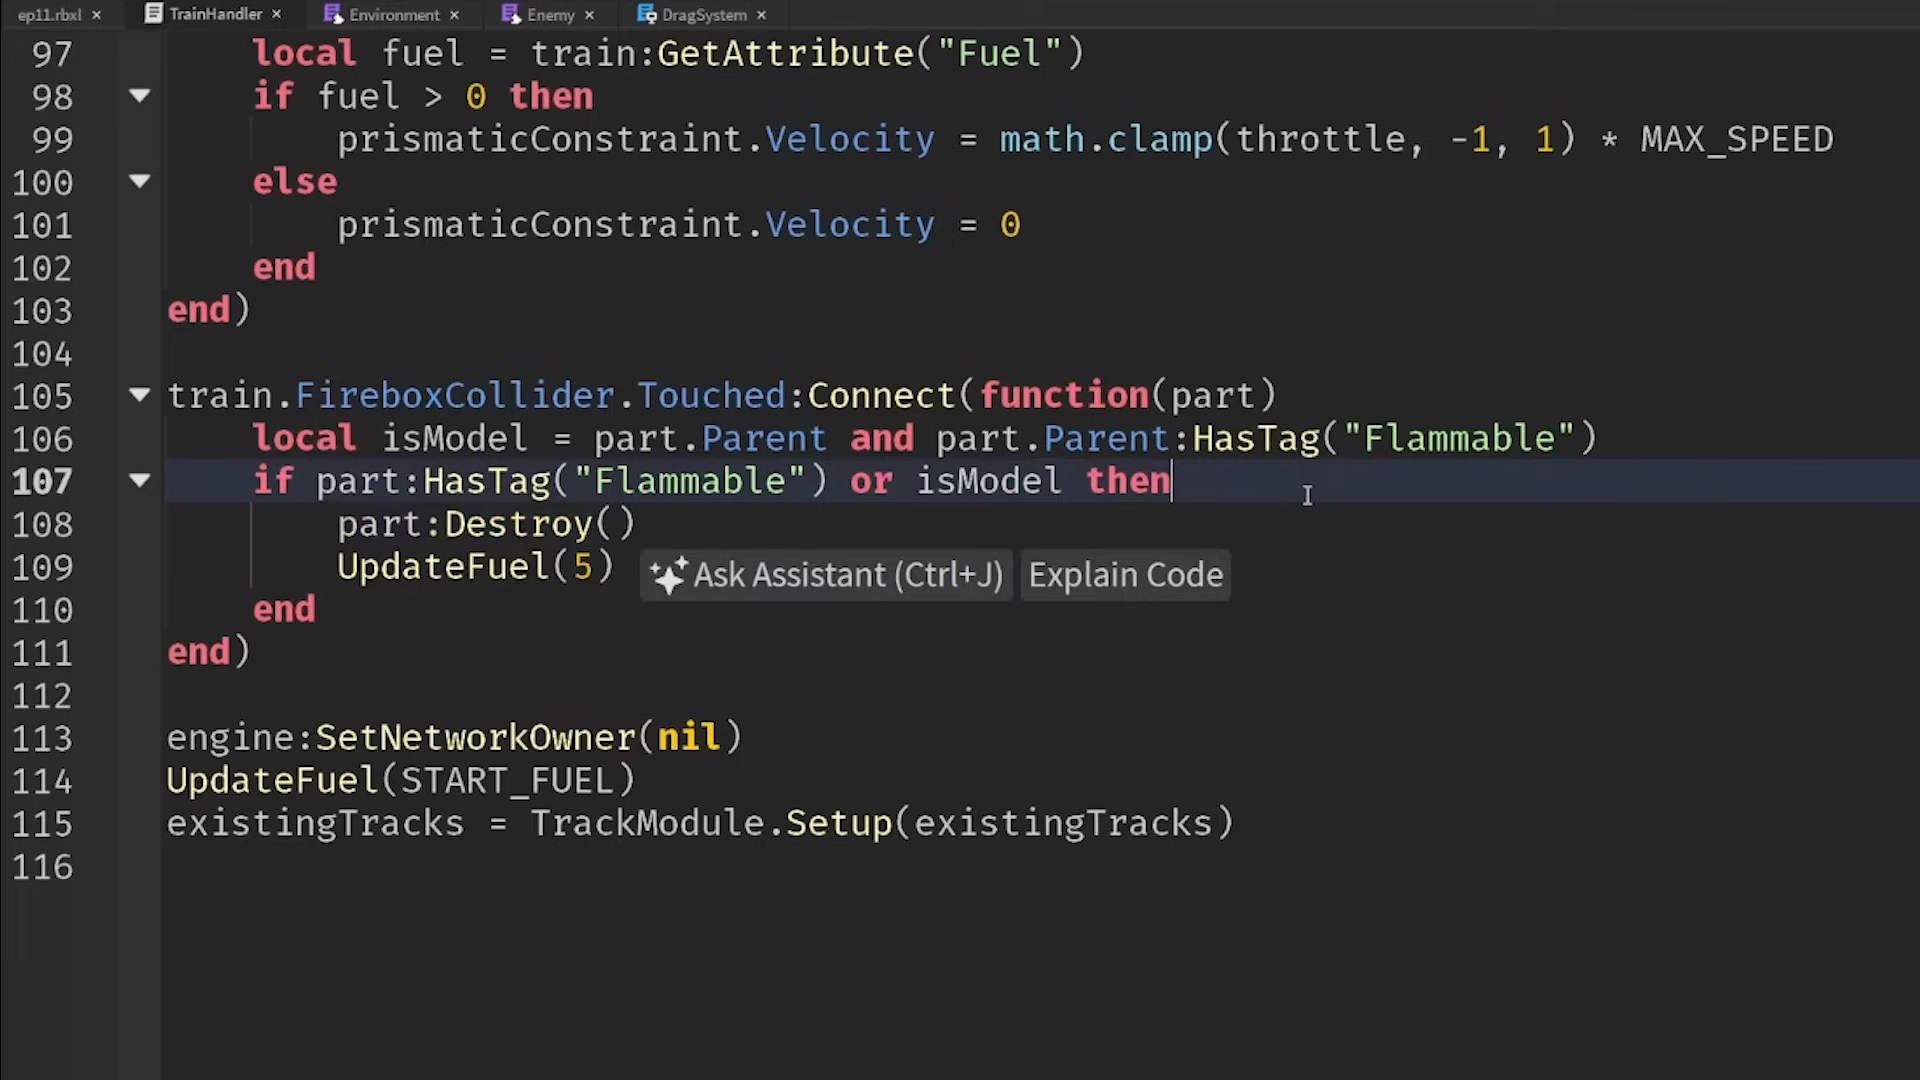 ep11.rbxl × TrainHandler × Environment × Enemy × DragSystem ×
97 local fuel = train:GetAttribute("Fuel")
98 if fuel > 0 then
99 prismaticConstraint.Velocity = math.clamp(throttle, -1, 1) * MAX_SPEED
100 else
101 prismaticConstraint.Velocity = 0
102 end
103 end)
104
105 train.FireboxCollider.Touched:Connect(function(part)
106 local isModel = part.Parent and part.Parent:HasTag("Flammable")
107 if part:HasTag("Flammable") or isModel then
108 part:Destroy()
109 UpdateFuel(5) Ask Assistant (Ctrl+J) Explain Code
110 end
111 end)
112
113 engine:SetNetworkOwner(nil)
114 UpdateFuel(START_FUEL)
115 existingTracks = TrackModule.Setup(existingTracks)
116